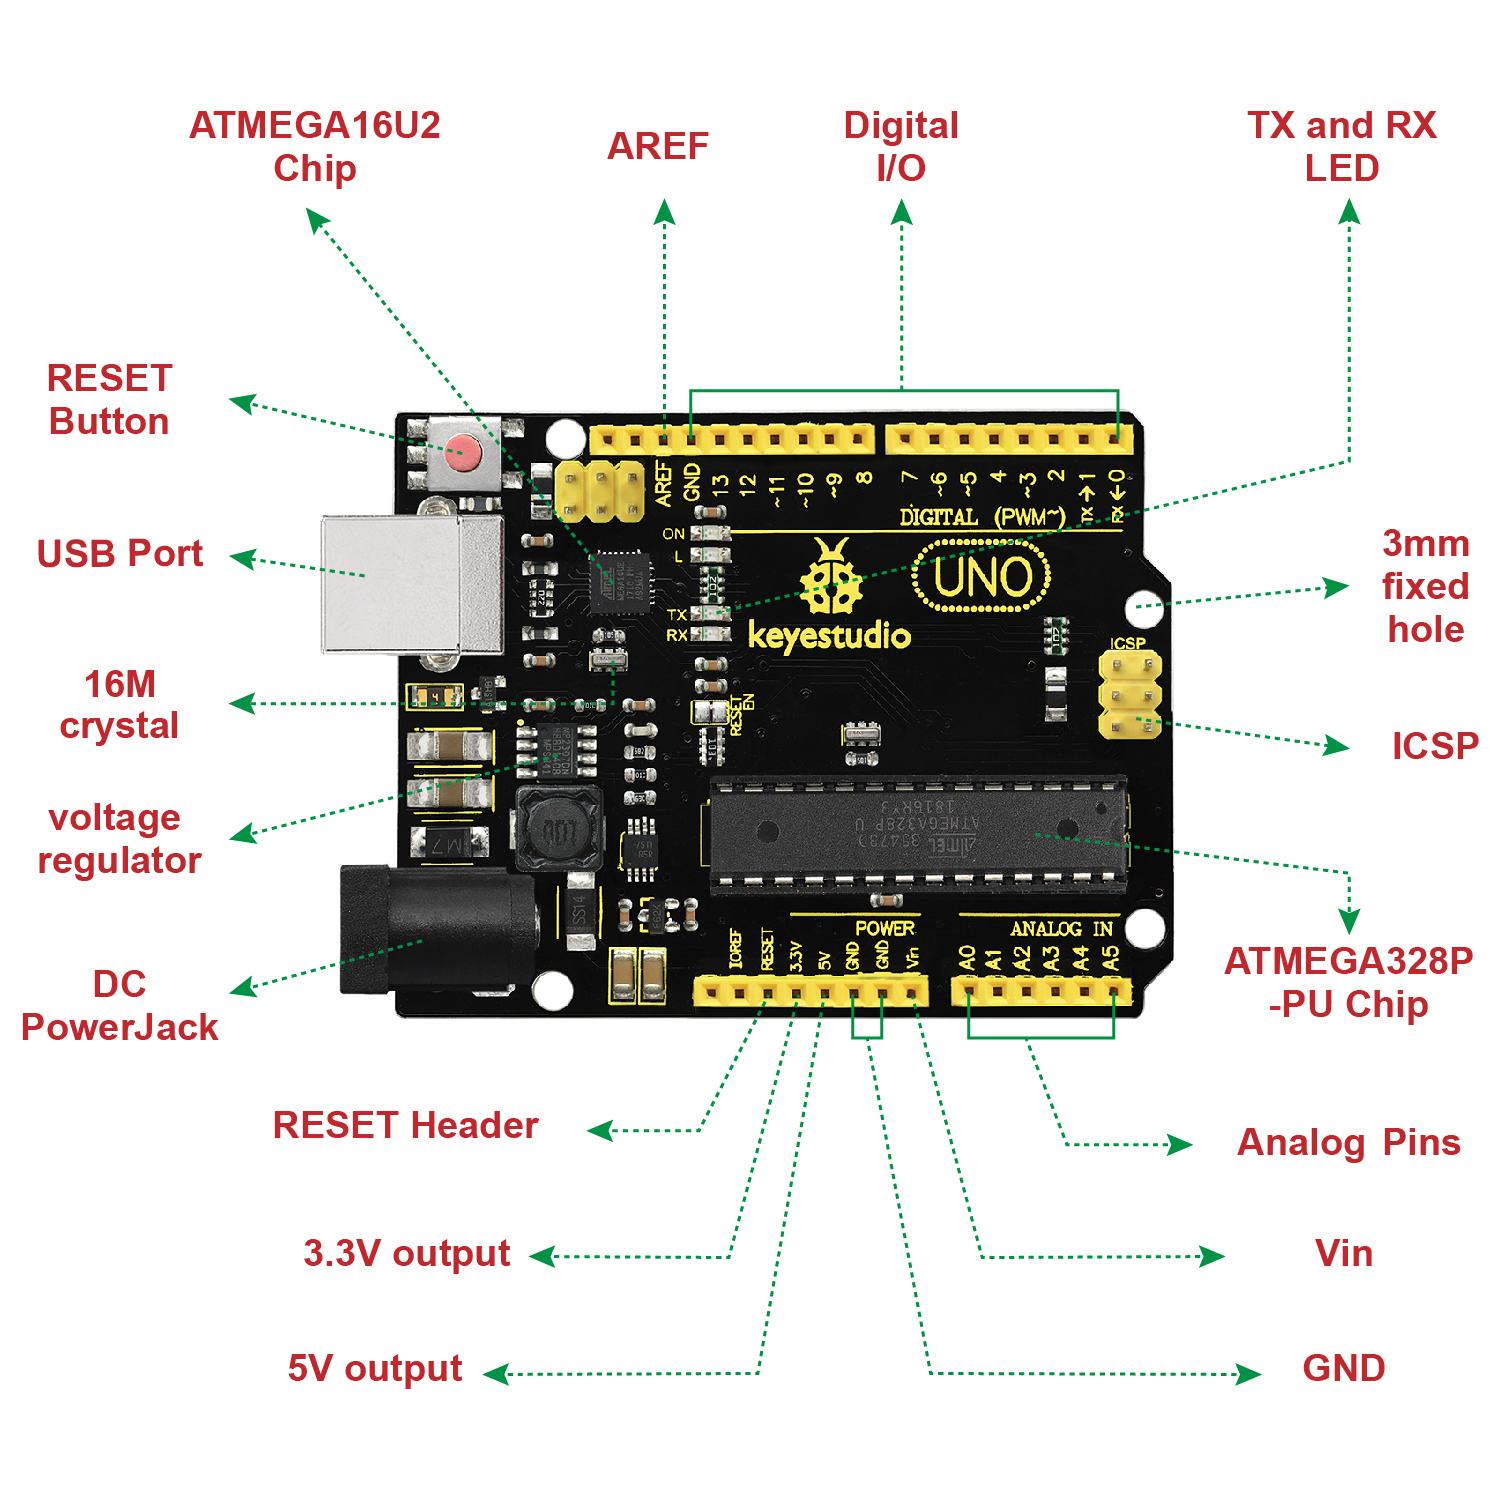 ATMEGA16U2
Chip
AREF
Digital
I/O
TX and RX
LED
RESET
Button
USB Port
16M
crystal
voltage
regulator
DC
PowerJack
3mm
fixed
hole
ICSP
ATMEGA328P
-PU Chip
RESET Header
Analog Pins
3.3V output
Vin
5V output
GND
AREF
GND
13
12
~11
~10
~9
8
7
~6
~5
4
~3
2
TX→1
RX←0
DIGITAL (PWM~)
ON
L
TX
RX
UNO
keyestudio
ICSP
RESET
EN
4
M7
SS14
ATMEL
ATMEGA328P U
POWER
ANALOG IN
IOREF
RESET
3.3V
5V
GND
GND
Vin
A0
A1
A2
A3
A4
A5